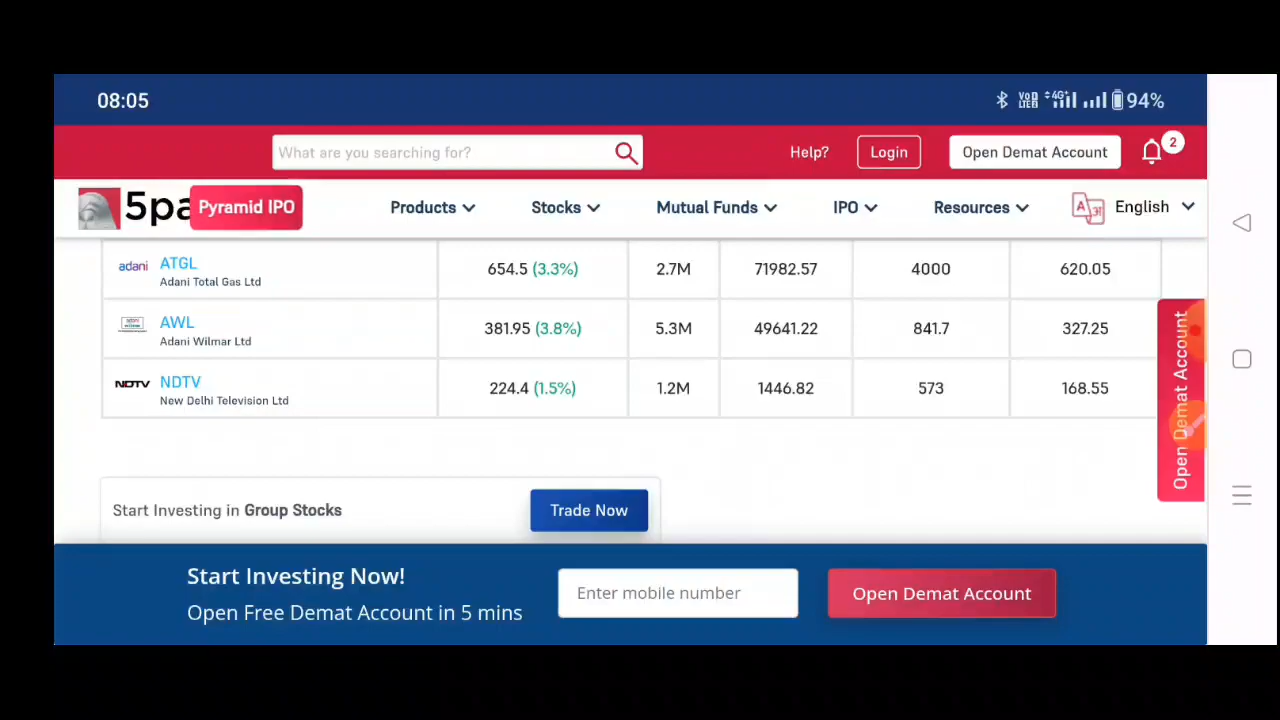 08:05
VoD LTEB 4G+ 94%
What are you searching for?
Help?
Login
Open Demat Account
2
5pa
Pyramid IPO
Products
Stocks
Mutual Funds
IPO
Resources
English
adani ATGL 654.5 (3.3%) 2.7M 71982.57 4000 620.05
Adani Total Gas Ltd
AWL 381.95 (3.8%) 5.3M 49641.22 841.7 327.25
Adani Wilmar Ltd
NDTV NDTV 224.4 (1.5%) 1.2M 1446.82 573 168.55
New Delhi Television Ltd
Open Demat Account
Start Investing in Group Stocks
Trade Now
Start Investing Now!
Open Free Demat Account in 5 mins
Enter mobile number
Open Demat Account